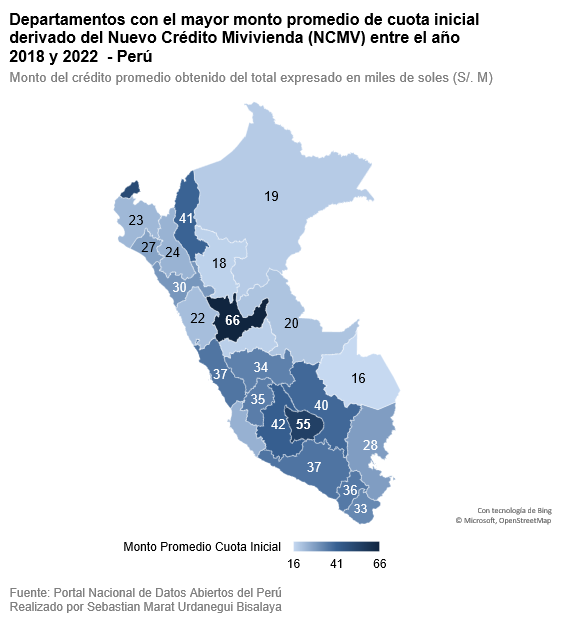 Departamentos con el mayor monto promedio de cuota inicial
derivado del Nuevo Crédito Mivivienda (NCMV) entre el año
2018 y 2022  - Perú
Monto del crédito promedio obtenido del total expresado en miles de soles (S/. M)
19
23
41
27
24
18
30
22
66
20
37
34
16
35
40
42
55
28
37
36
33
Con tecnología de Bing
© Microsoft, OpenStreetMap
Monto Promedio Cuota Inicial
16
41
66
Fuente: Portal Nacional de Datos Abiertos del Perú
Realizado por Sebastian Marat Urdanegui Bisalaya